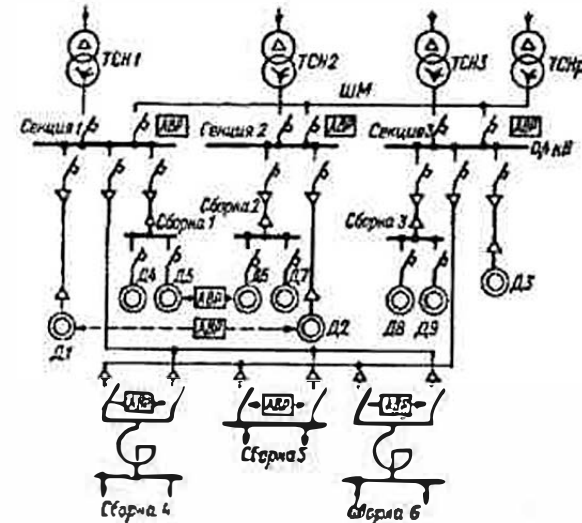 ТСН1
ТСН2
ТСН3
ТСНр
ШМ
Секция 1
АВР
Секция 2
АВР
Секция 3
АВР
0,4 кВ
Сборка 1
Сборка 2
Сборка 3
Д4
Д5
АВР
Д6
Д7
Д8
Д9
Д3
Д1
АВР
Д2
АВР
АВР
АВР
Сборка 4
Сборка 5
Сборка 6